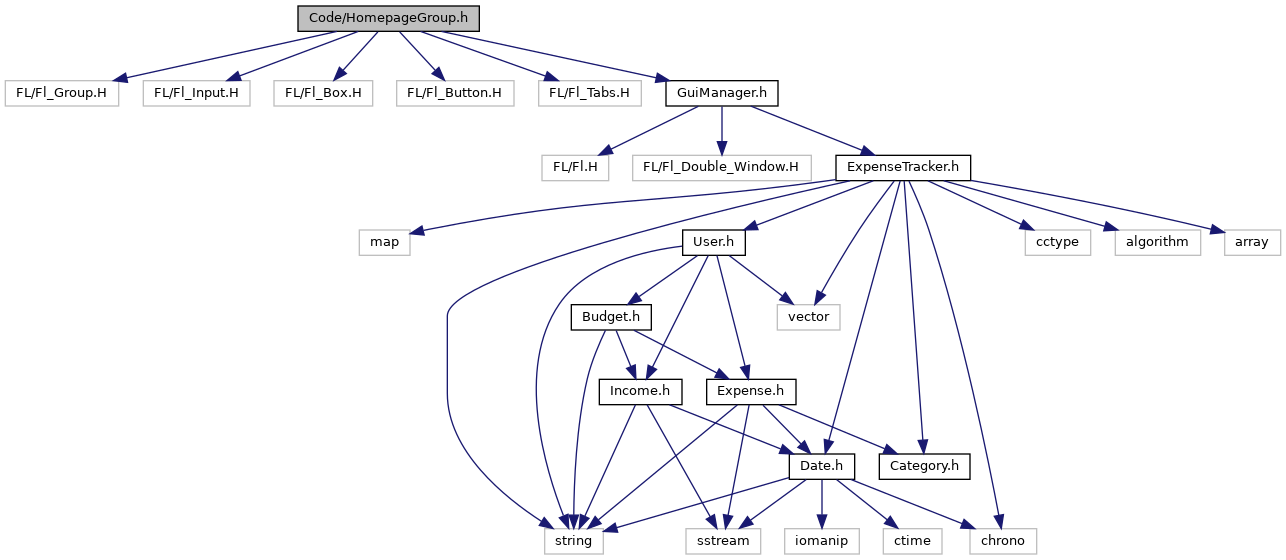 Code/HomepageGroup.h
FL/Fl_Group.H
FL/Fl_Input.H
FL/Fl_Box.H
FL/Fl_Button.H
FL/Fl_Tabs.H
GuiManager.h
FL/Fl.H
FL/Fl_Double_Window.H
ExpenseTracker.h
map
User.h
cctype
algorithm
array
Budget.h
vector
Income.h
Expense.h
Date.h
Category.h
string
sstream
iomanip
ctime
chrono